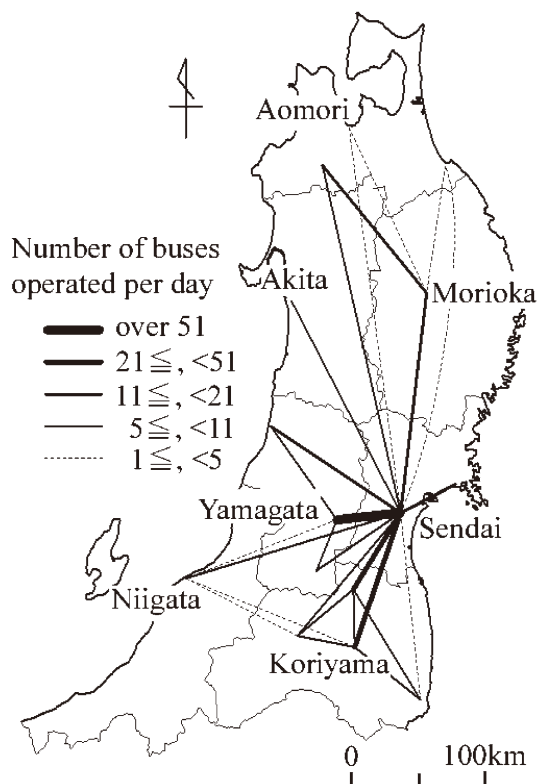 Aomori
Number of buses
operated per day
Akita
Morioka
over 51
21≦, <51
11≦, <21
5≦, <11
1≦, <5
Yamagata
Sendai
Niigata
Koriyama
0 100km